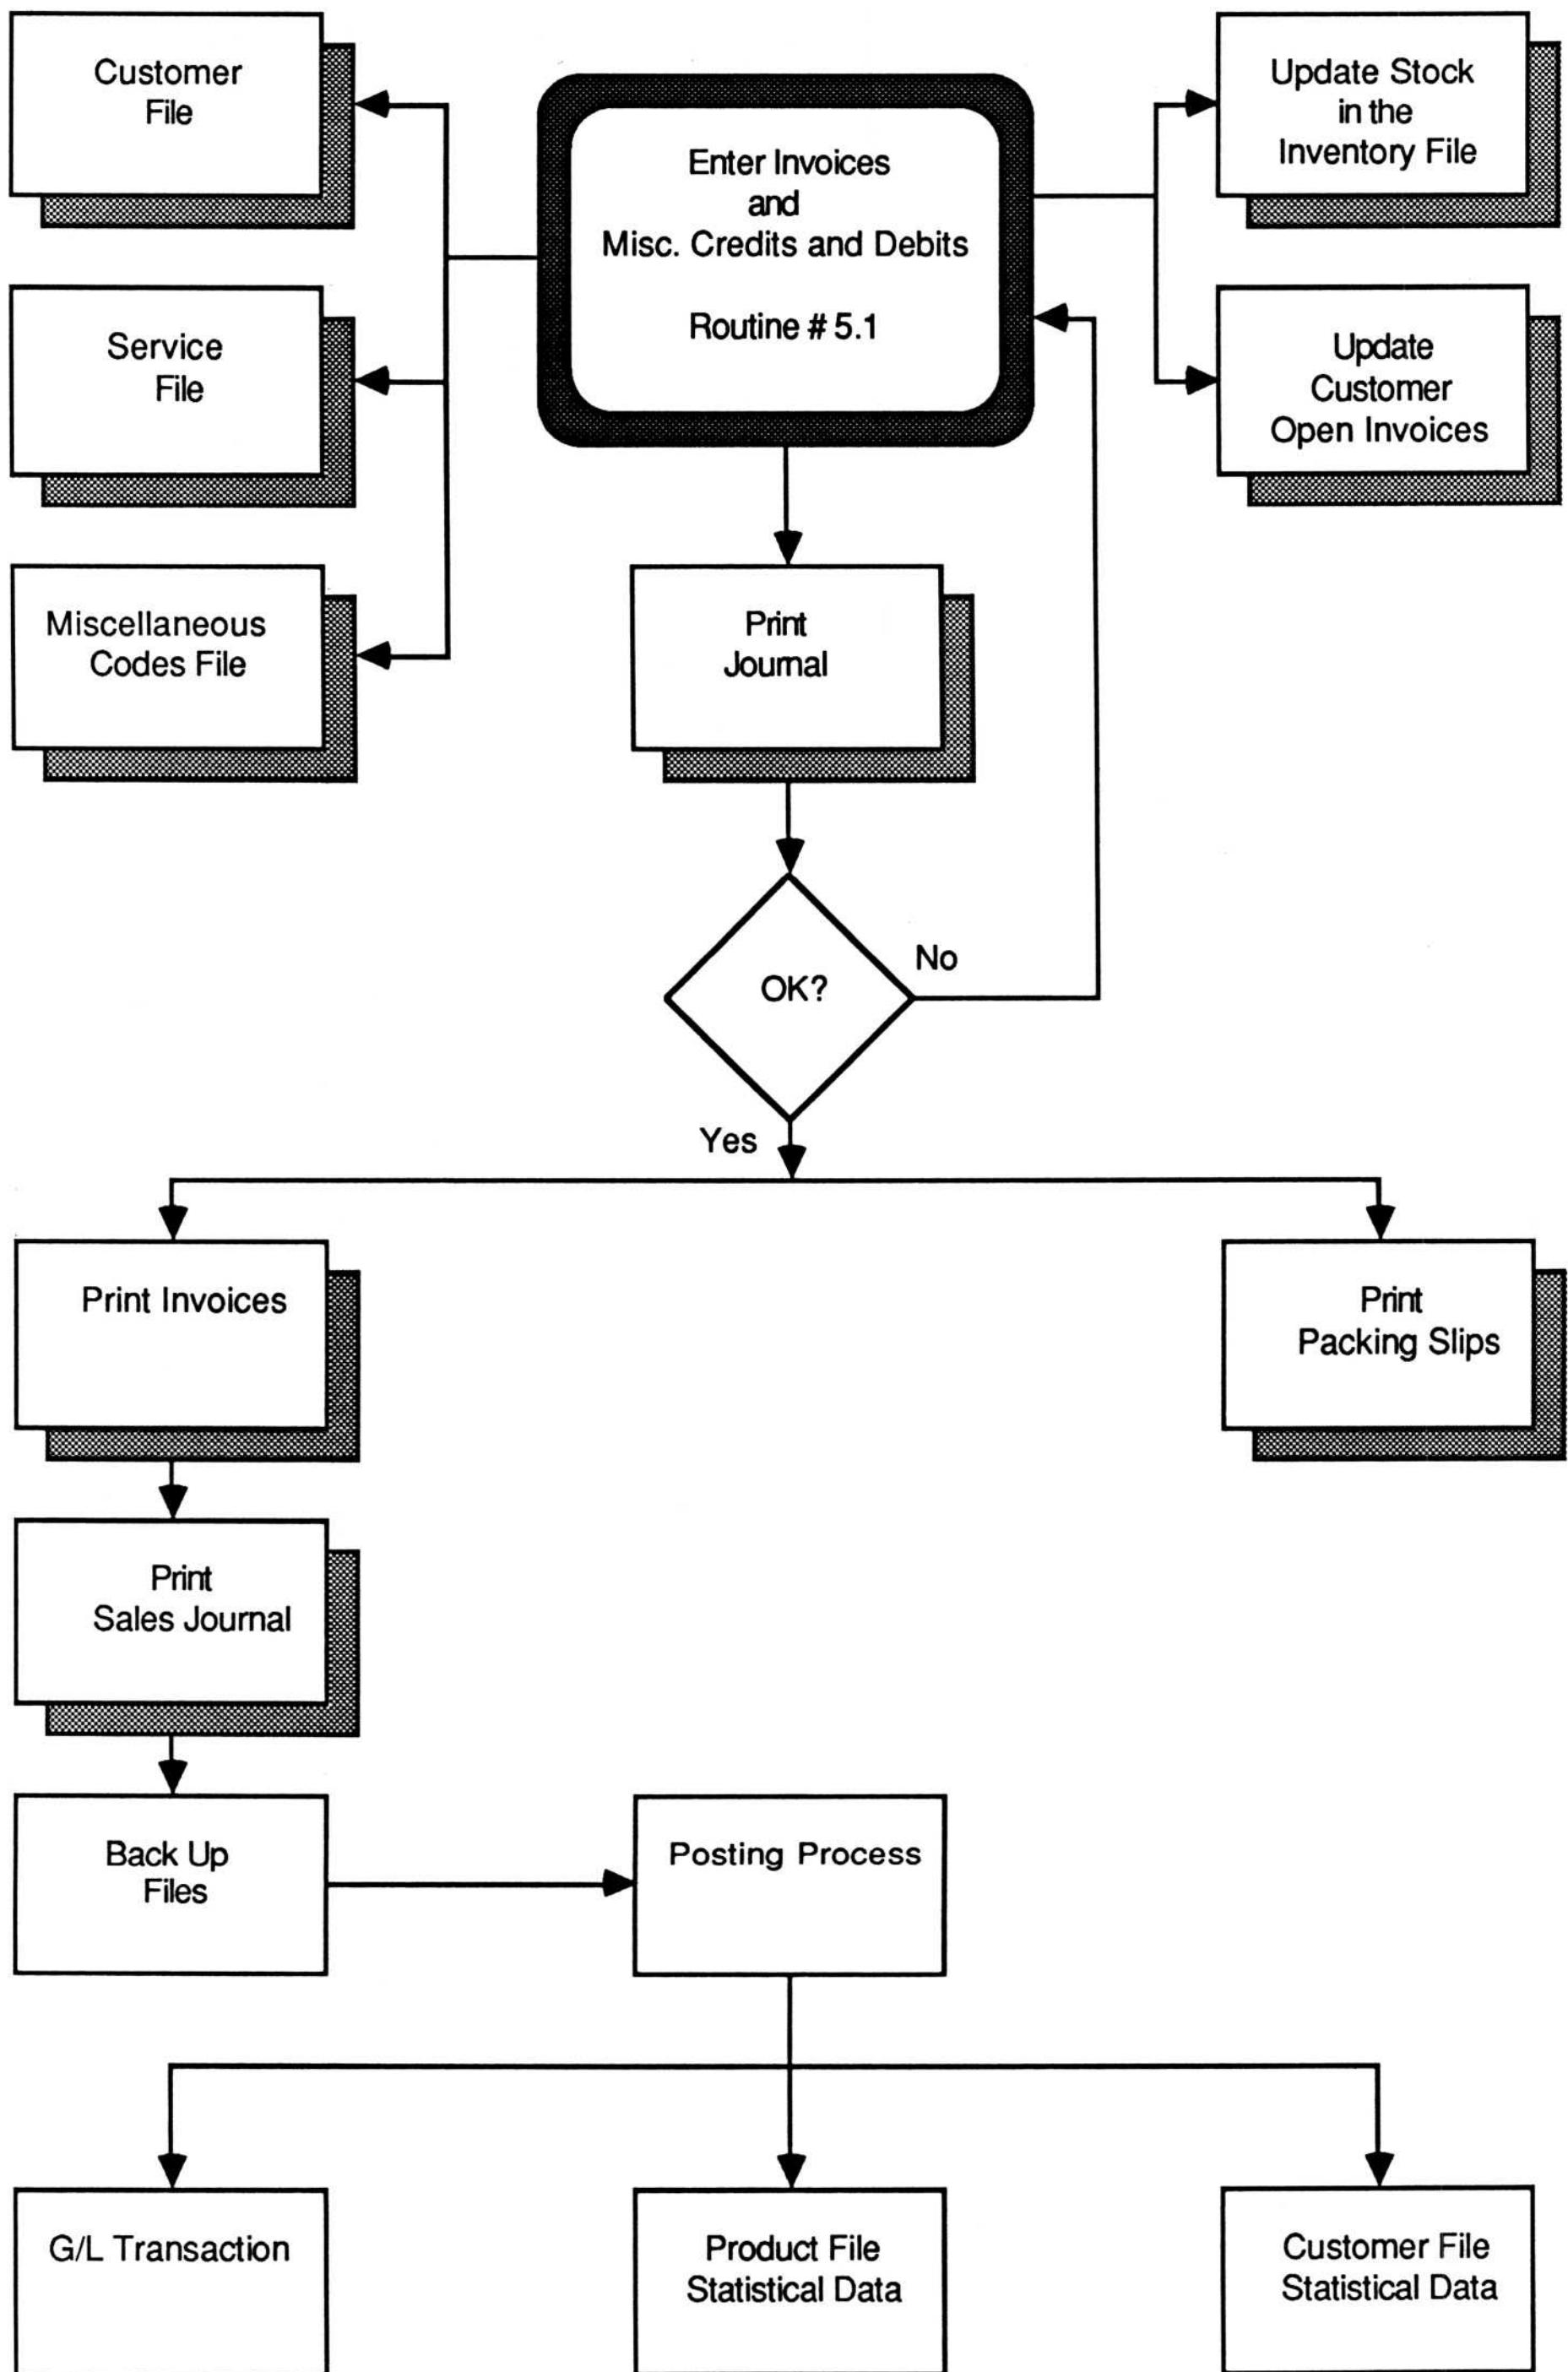 Customer
File
Enter Invoices
and
Misc. Credits and Debits
Routine # 5.1
Update Stock
in the
Inventory File
Service
File
Update
Customer
Open Invoices
Miscellaneous
Codes File
Print
Journal
OK?
No
Yes
Print Invoices
Print
Packing Slips
Print
Sales Journal
Back Up
Files
Posting Process
G/L Transaction
Product File
Statistical Data
Customer File
Statistical Data